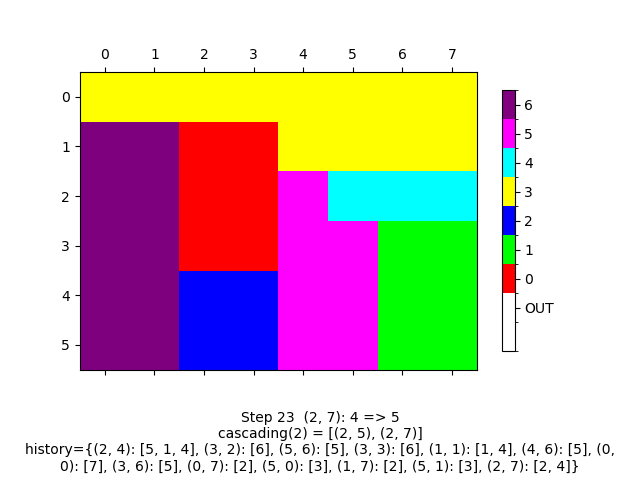 0 1 2 3 4 5 6 7
0
1
2
3
4
5
6
5
4
3
2
1
0
OUT
Step 23  (2, 7): 4 => 5
cascading(2) = [(2, 5), (2, 7)]
history={(2, 4): [5, 1, 4], (3, 2): [6], (5, 6): [5], (3, 3): [6], (1, 1): [1, 4], (4, 6): [5], (0,
0): [7], (3, 6): [5], (0, 7): [2], (5, 0): [3], (1, 7): [2], (5, 1): [3], (2, 7): [2, 4]}